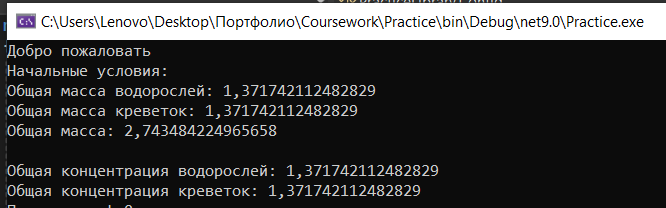 C:\Users\Lenovo\Desktop\Портфолио\Coursework\Practice\bin\Debug\net9.0\Practice.exe
Добро пожаловать
Начальные условия:
Общая масса водорослей: 1,371742112482829
Общая масса креветок: 1,371742112482829
Общая масса: 2,743484224965658
Общая концентрация водорослей: 1,371742112482829
Общая концентрация креветок: 1,371742112482829